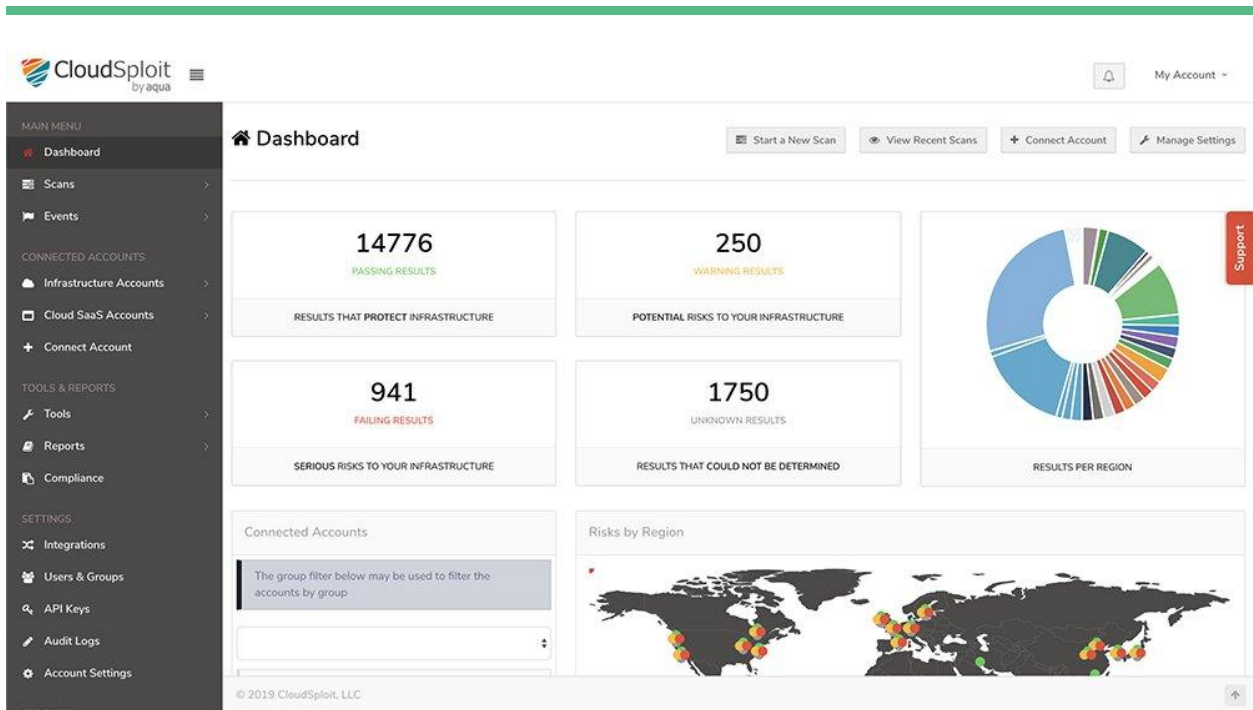 CloudSploit
by aqua
My Account
MAIN MENU
Dashboard
Scans
Events
CONNECTED ACCOUNTS
Infrastructure Accounts
Cloud SaaS Accounts
Connect Account
TOOLS & REPORTS
Tools
Reports
Compliance
SETTINGS
Integrations
Users & Groups
API Keys
Audit Logs
Account Settings
Dashboard
Start a New Scan
View Recent Scans
Connect Account
Manage Settings
14776
PASSING RESULTS
RESULTS THAT PROTECT INFRASTRUCTURE
250
WARNING RESULTS
POTENTIAL RISKS TO YOUR INFRASTRUCTURE
941
FAILING RESULTS
SERIOUS RISKS TO YOUR INFRASTRUCTURE
1750
UNKNOWN RESULTS
RESULTS THAT COULD NOT BE DETERMINED
RESULTS PER REGION
Support
Connected Accounts
The group filter below may be used to filter the
accounts by group
Risks by Region
© 2019 CloudSploit, LLC